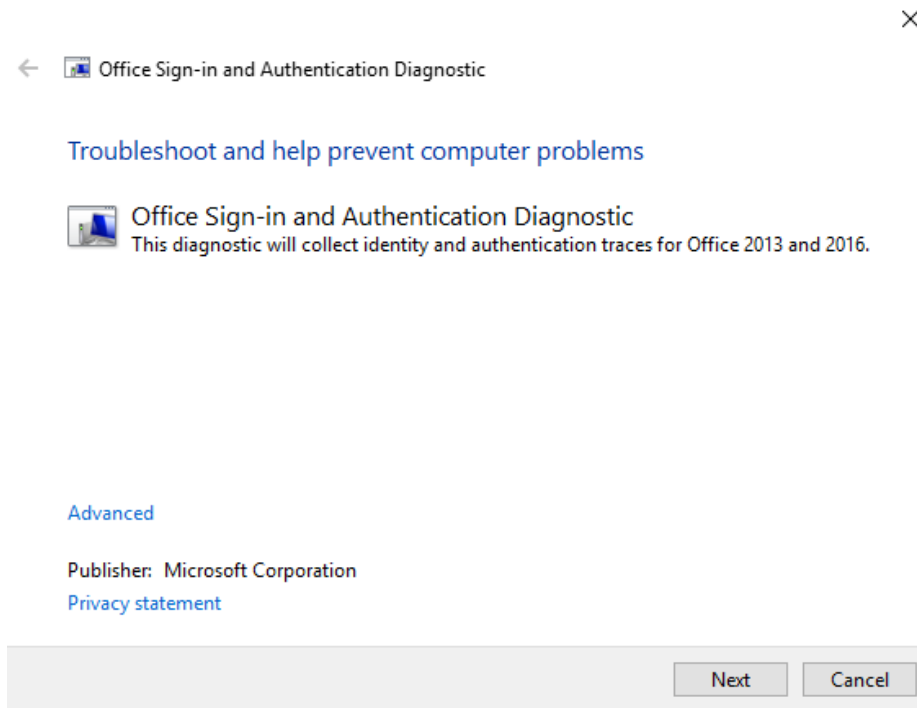 Office Sign-in and Authentication Diagnostic
Troubleshoot and help prevent computer problems
Office Sign-in and Authentication Diagnostic
This diagnostic will collect identity and authentication traces for Office 2013 and 2016.
Advanced
Publisher: Microsoft Corporation
Privacy statement
Next Cancel